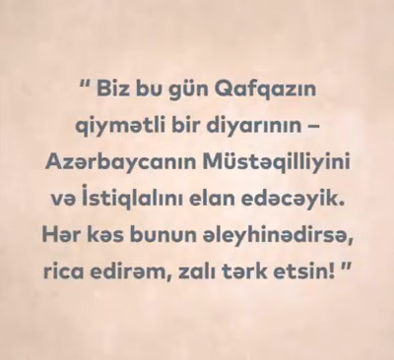 “ Biz bu gün Qafqazın
qiymətli bir diyarının –
Azərbaycanın Müstəqilliyini
və İstiqlalını elan edəcəyik.
Hər kəs bunun əleyhinədirsə,
rica edirəm, zalı tərk etsin! ”